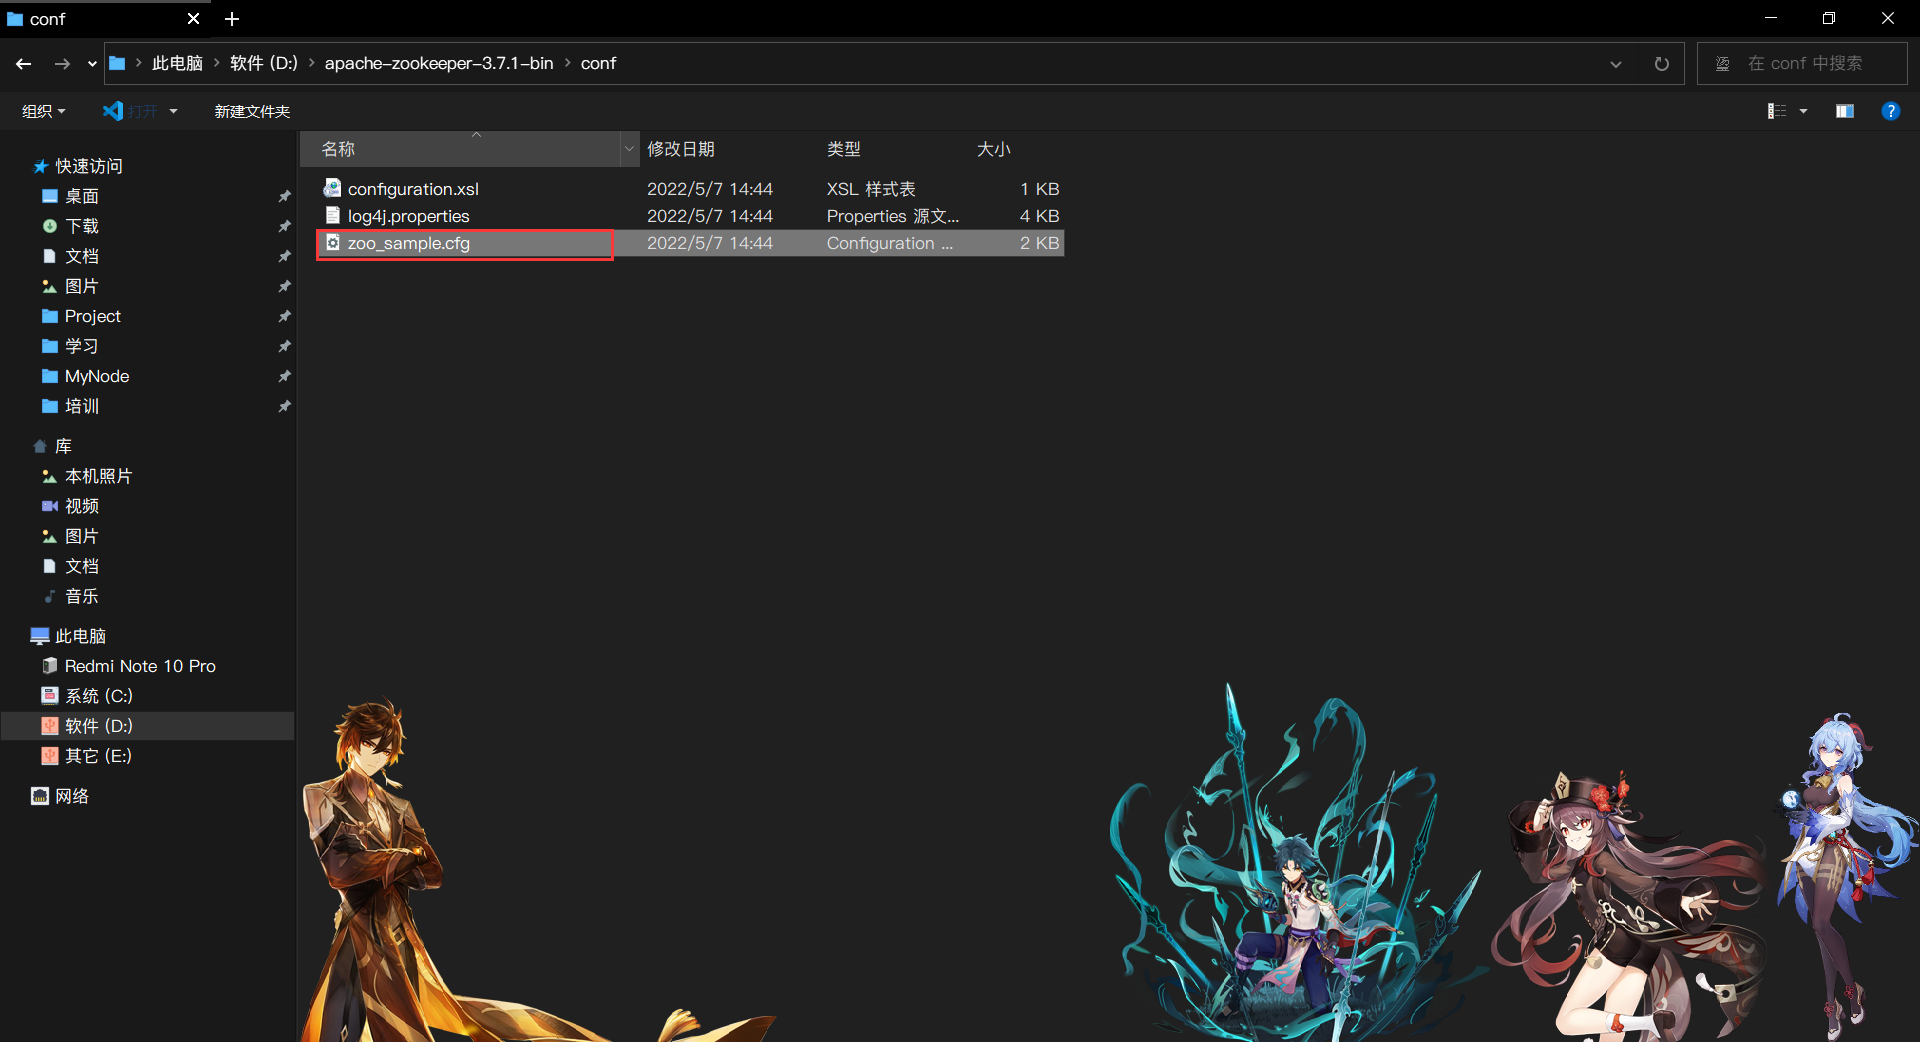 conf
此电脑 软件 (D:) apache-zookeeper-3.7.1-bin conf
在 conf 中搜索
组织 打开 新建文件夹
名称 修改日期 类型 大小
configuration.xsl 2022/5/7 14:44 XSL 样式表 1 KB
log4j.properties 2022/5/7 14:44 Properties 源文... 4 KB
zoo_sample.cfg 2022/5/7 14:44 Configuration ... 2 KB
快速访问
桌面
下载
文档
图片
Project
学习
MyNode
培训
库
本机照片
视频
图片
文档
音乐
此电脑
Redmi Note 10 Pro
系统 (C:)
软件 (D:)
其它 (E:)
网络